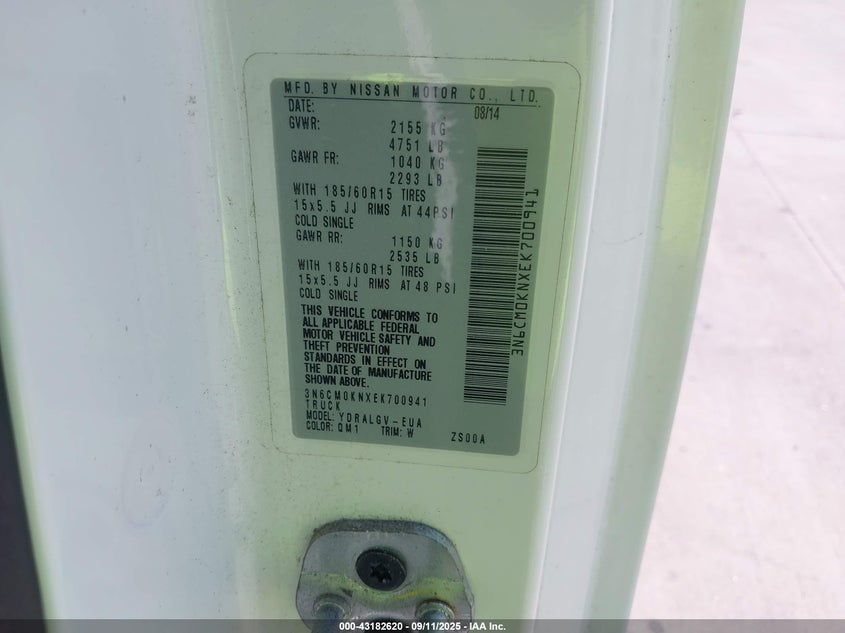 MFD. BY NISSAN MOTOR CO., LTD.
DATE: 08/14
GVWR: 2155 KG
4751 LB
GAWR FR: 1040 KG
2293 LB
WITH 185/60R15 TIRES
15x5.5 JJ RIMS AT 44PSI
COLD SINGLE
GAWR RR: 1150 KG
2535 LB
WITH 185/60R15 TIRES
15x5.5 JJ RIMS AT 48 PSI
COLD SINGLE
THIS VEHICLE CONFORMS TO
ALL APPLICABLE FEDERAL
MOTOR VEHICLE SAFETY AND
THEFT PREVENTION
STANDARDS IN EFFECT ON
THE DATE OF MANUFACTURE
SHOWN ABOVE.
3N6CM0KNXEK700941
TRUCK
MODEL: YDRALGV-EUA
COLOR: QM1 TRIM: W ZS00A
3N6CM0KNXEK700941
000-43182620 - 09/11/2025 - IAA Inc.